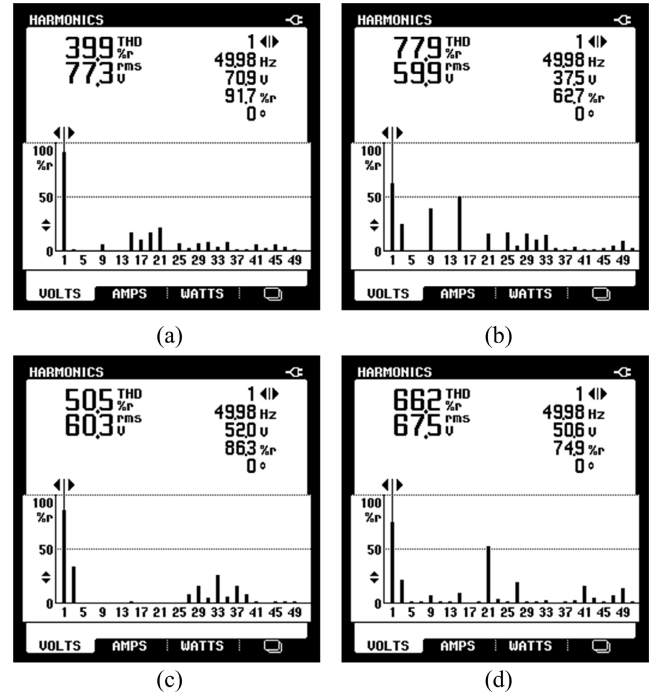 HARMONICS
39.9 THD %r
77.3 rms V
1
49.98 Hz
70.9 V
91.7 %r
0 °
100
%r
50
0
1 5 9 13 17 21 25 29 33 37 41 45 49
VOLTS AMPS WATTS
(a)
HARMONICS
77.9 THD %r
59.9 rms V
1
49.98 Hz
37.5 V
62.7 %r
0 °
100
%r
50
0
1 5 9 13 17 21 25 29 33 37 41 45 49
VOLTS AMPS WATTS
(b)
HARMONICS
50.5 THD %r
60.3 rms V
1
49.98 Hz
52.0 V
86.3 %r
0 °
100
%r
50
0
1 5 9 13 17 21 25 29 33 37 41 45 49
VOLTS AMPS WATTS
(c)
HARMONICS
66.2 THD %r
67.5 rms V
1
49.98 Hz
50.6 V
74.9 %r
0 °
100
%r
50
0
1 5 9 13 17 21 25 29 33 37 41 45 49
VOLTS AMPS WATTS
(d)